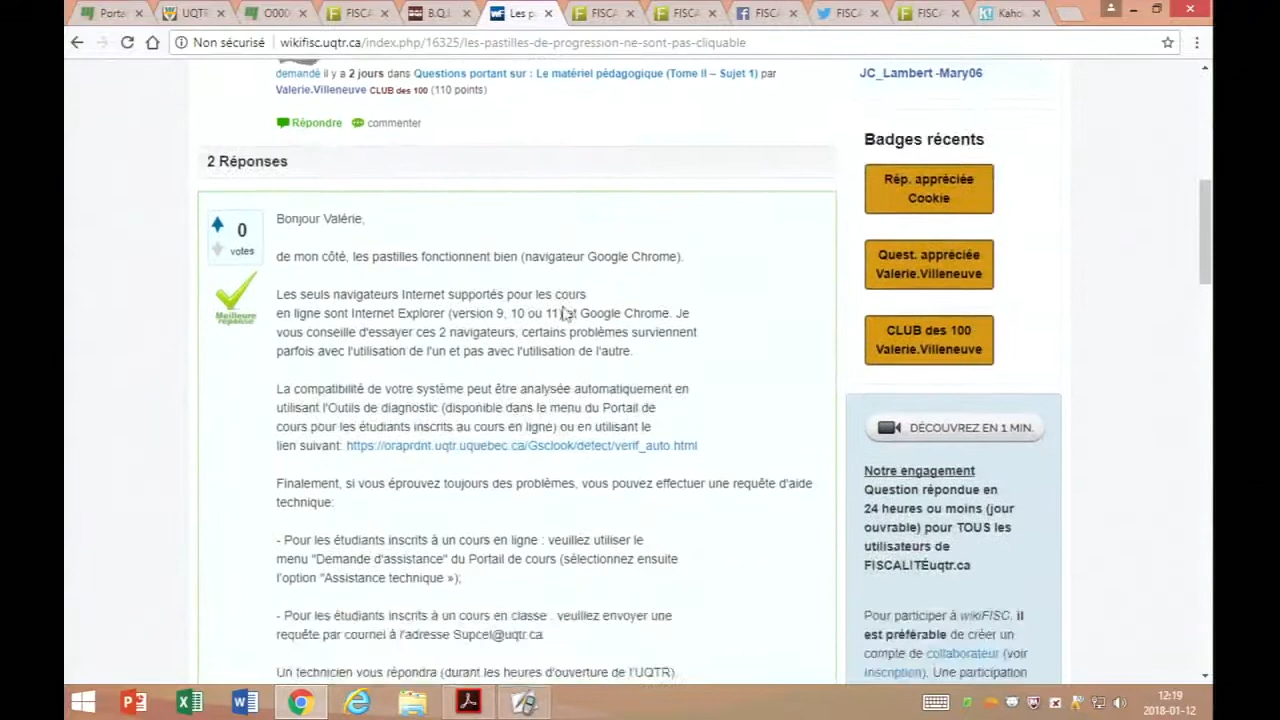 Porta
UQTR
O000
FISCA
B.Q.I.
Les p
FISCA
FISCA
FISCA
FISCA
FISCA
Kaho
Non sécurisé
wikifisc.uqtr.ca/index.php/16325/les-pastilles-de-progression-ne-sont-pas-cliquable
demandé il y a 2 jours dans Questions portant sur : Le matériel pédagogique (Tome II – Sujet 1) par
Valerie.Villeneuve CLUB des 100 (110 points)
Répondre commenter
2 Réponses
0
votes
Meilleure réponse
Bonjour Valérie,
de mon côté, les pastilles fonctionnent bien (navigateur Google Chrome).
Les seuls navigateurs Internet supportés pour les cours
en ligne sont Internet Explorer (version 9, 10 ou 11) et Google Chrome. Je
vous conseille d'essayer ces 2 navigateurs, certains problèmes surviennent
parfois avec l'utilisation de l'un et pas avec l'utilisation de l'autre.
La compatibilité de votre système peut être analysée automatiquement en
utilisant l'Outils de diagnostic (disponible dans le menu du Portail de
cours pour les étudiants inscrits au cours en ligne) ou en utilisant le
lien suivant: https://oraprdnt.uqtr.uquebec.ca/Gsclook/detect/verif_auto.html
Finalement, si vous éprouvez toujours des problèmes, vous pouvez effectuer une requête d'aide
technique:
- Pour les étudiants inscrits à un cours en ligne : veuillez utiliser le
menu "Demande d'assistance" du Portail de cours (sélectionnez ensuite
l'option "Assistance technique »);
- Pour les étudiants inscrits à un cours en classe : veuillez envoyer une
requête par courriel à l'adresse Supcel@uqtr.ca
Un technicien vous répondra (durant les heures d'ouverture de l'UQTR)
JC_Lambert -Mary06
Badges récents
Rép. appréciée
Cookie
Quest. appréciée
Valerie.Villeneuve
CLUB des 100
Valerie.Villeneuve
DÉCOUVREZ EN 1 MIN.
Notre engagement
Question répondue en
24 heures ou moins (jour
ouvrable) pour TOUS les
utilisateurs de
FISCALITÉuqtr.ca
Pour participer à wikiFISC, il
est préférable de créer un
compte de collaborateur (voir
inscription). Une participation
12:19
2018-01-12